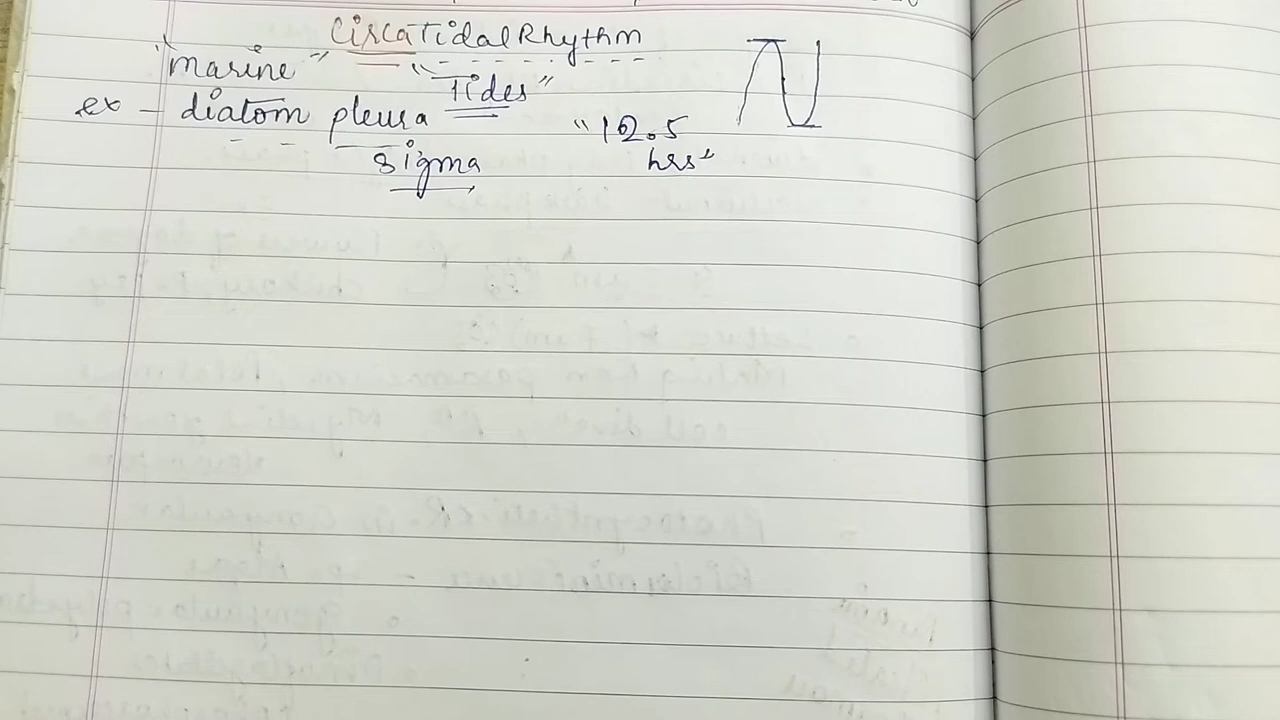 CircaTidal Rhythm
"marine" "Tides"
ex - diatom pleura "12.5
sigma hrs"